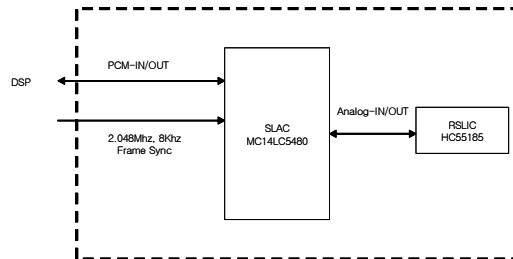 PCM-IN/OUT
DSP
2.048Mhz, 8Khz
Frame Sync
SLAC
MC14LC5480
Analog-IN/OUT
RSLIC
HC55185